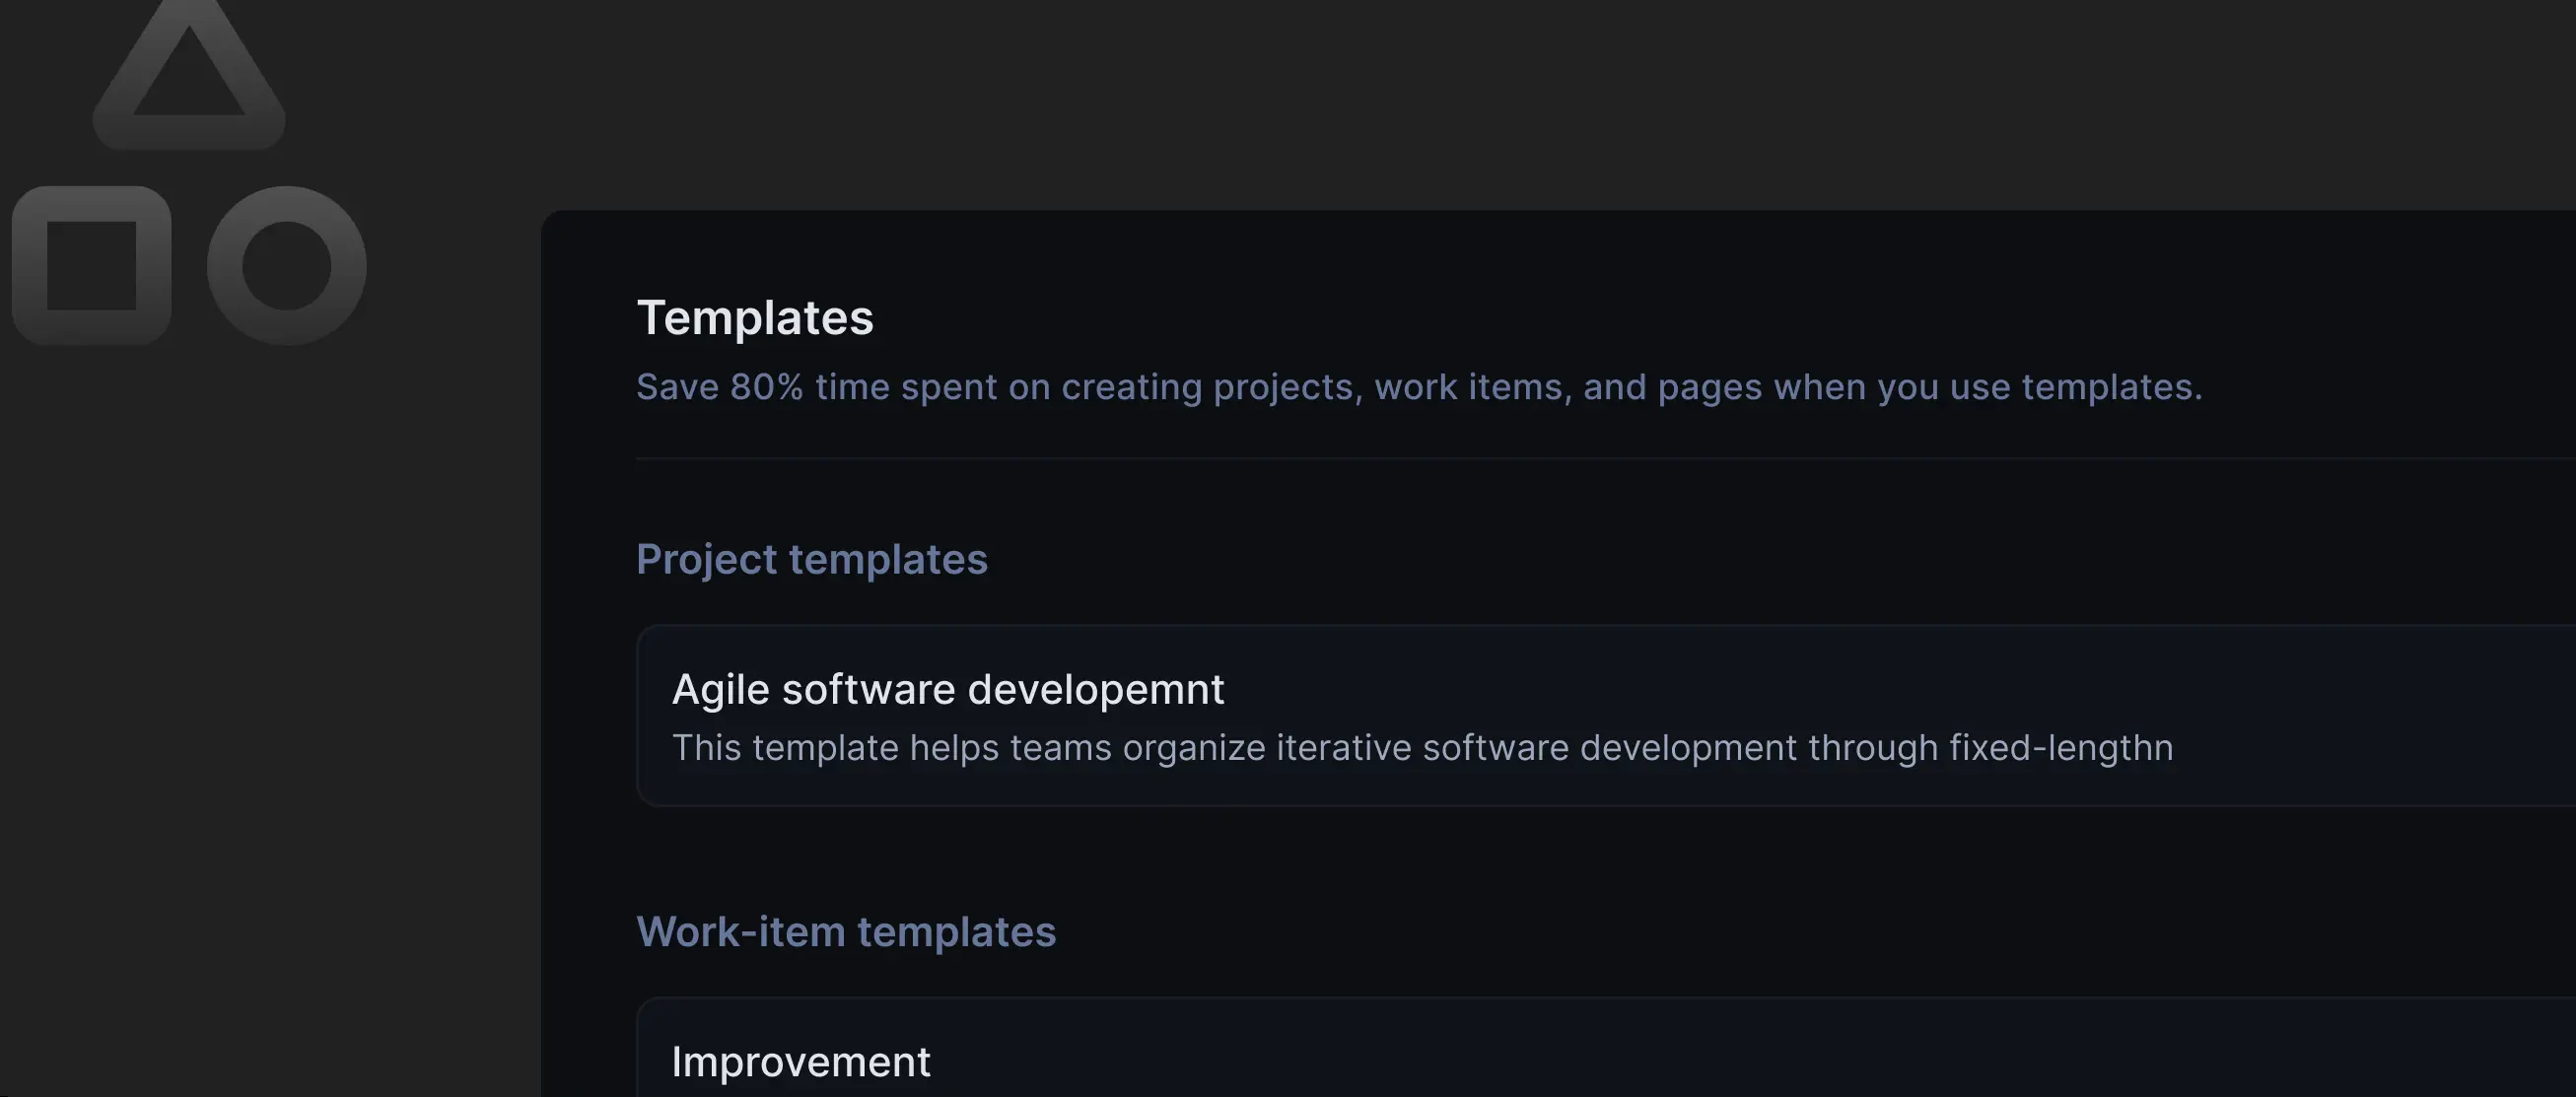 Templates
Save 80% time spent on creating projects, work items, and pages when you use templates.
Project templates
Agile software developemnt
This template helps teams organize iterative software development through fixed-lengthn
Work-item templates
Improvement